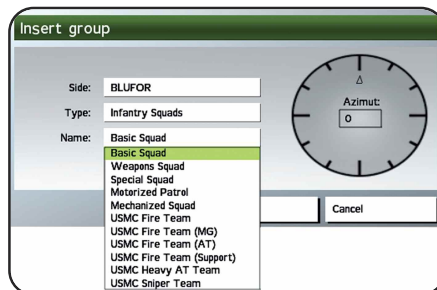 Insert group
Side: BLUFOR
Type: Infantry Squads
Name: Basic Squad
Basic Squad
Weapons Squad
Special Squad
Motorized Patrol
Mechanized Squad
USMC Fire Team
USMC Fire Team (MG)
USMC Fire Team (AT)
USMC Fire Team (Support)
USMC Heavy AT Team
USMC Sniper Team
Azimut:
0
Cancel